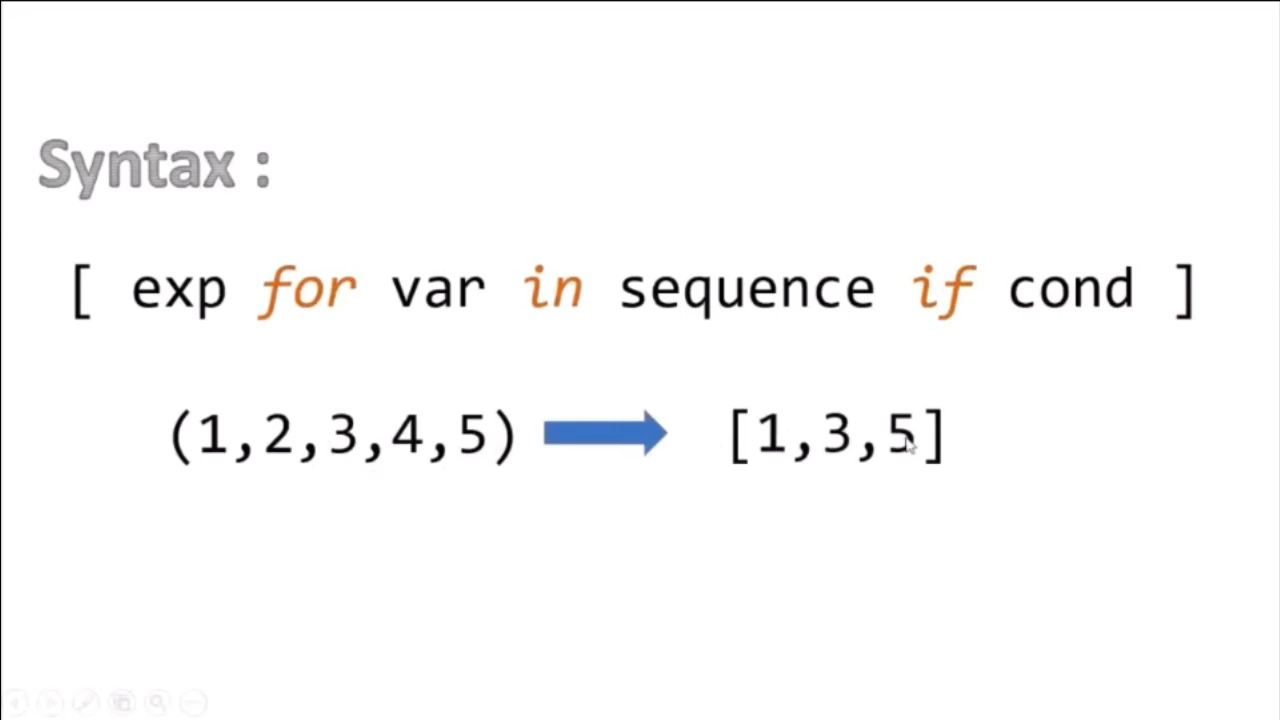 Syntax :
[ exp for var in sequence if cond ]
(1,2,3,4,5) [1,3,5]